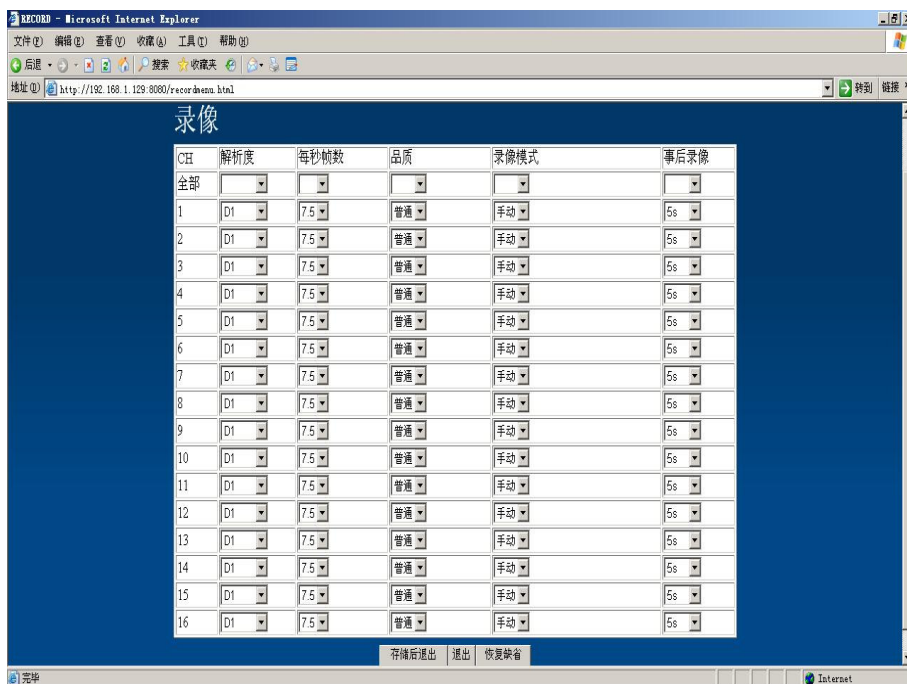 RECORD - Microsoft Internet Explorer
文件(F) 编辑(E) 查看(V) 收藏(A) 工具(T) 帮助(H)
后退 搜索 收藏夹
地址(D) http://192.168.1.129:8080/recordmenu.html 转到 链接
录像
CH 解析度 每秒帧数 品质 录像模式 事后录像
全部
1 D1 7.5 普通 手动 5s
2 D1 7.5 普通 手动 5s
3 D1 7.5 普通 手动 5s
4 D1 7.5 普通 手动 5s
5 D1 7.5 普通 手动 5s
6 D1 7.5 普通 手动 5s
7 D1 7.5 普通 手动 5s
8 D1 7.5 普通 手动 5s
9 D1 7.5 普通 手动 5s
10 D1 7.5 普通 手动 5s
11 D1 7.5 普通 手动 5s
12 D1 7.5 普通 手动 5s
13 D1 7.5 普通 手动 5s
14 D1 7.5 普通 手动 5s
15 D1 7.5 普通 手动 5s
16 D1 7.5 普通 手动 5s
存储后退出 退出 恢复缺省
完毕 Internet